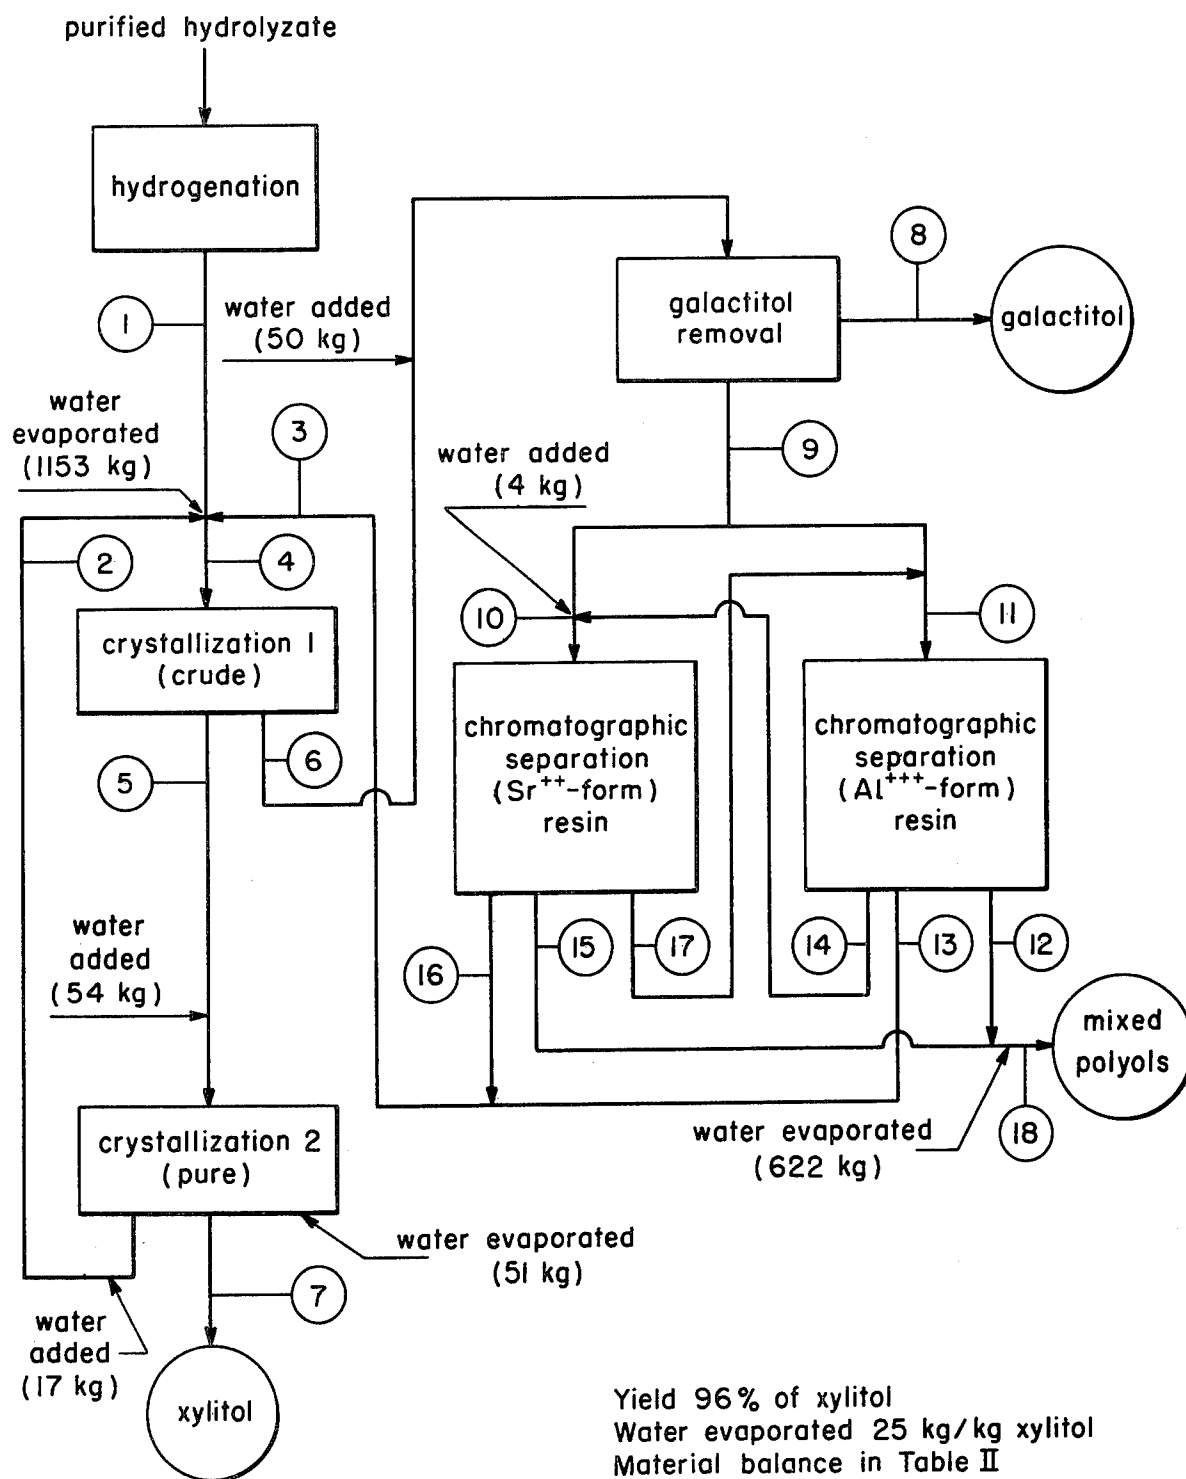 purified hydrolyzate
hydrogenation
1
water added
(50 kg)
galactitol
removal
8
galactitol
water
evaporated
(1153 kg)
3
9
water added
(4 kg)
2
4
10
11
crystallization 1
(crude)
6
5
chromatographic
separation
(Sr++-form)
resin
chromatographic
separation
(Al+++-form)
resin
water
added
(54 kg)
16
15
17
14
13
12
mixed
polyols
18
water evaporated
(622 kg)
crystallization 2
(pure)
water evaporated
(51 kg)
7
water
added
(17 kg)
xylitol
Yield 96% of xylitol
Water evaporated 25 kg/kg xylitol
Material balance in Table II